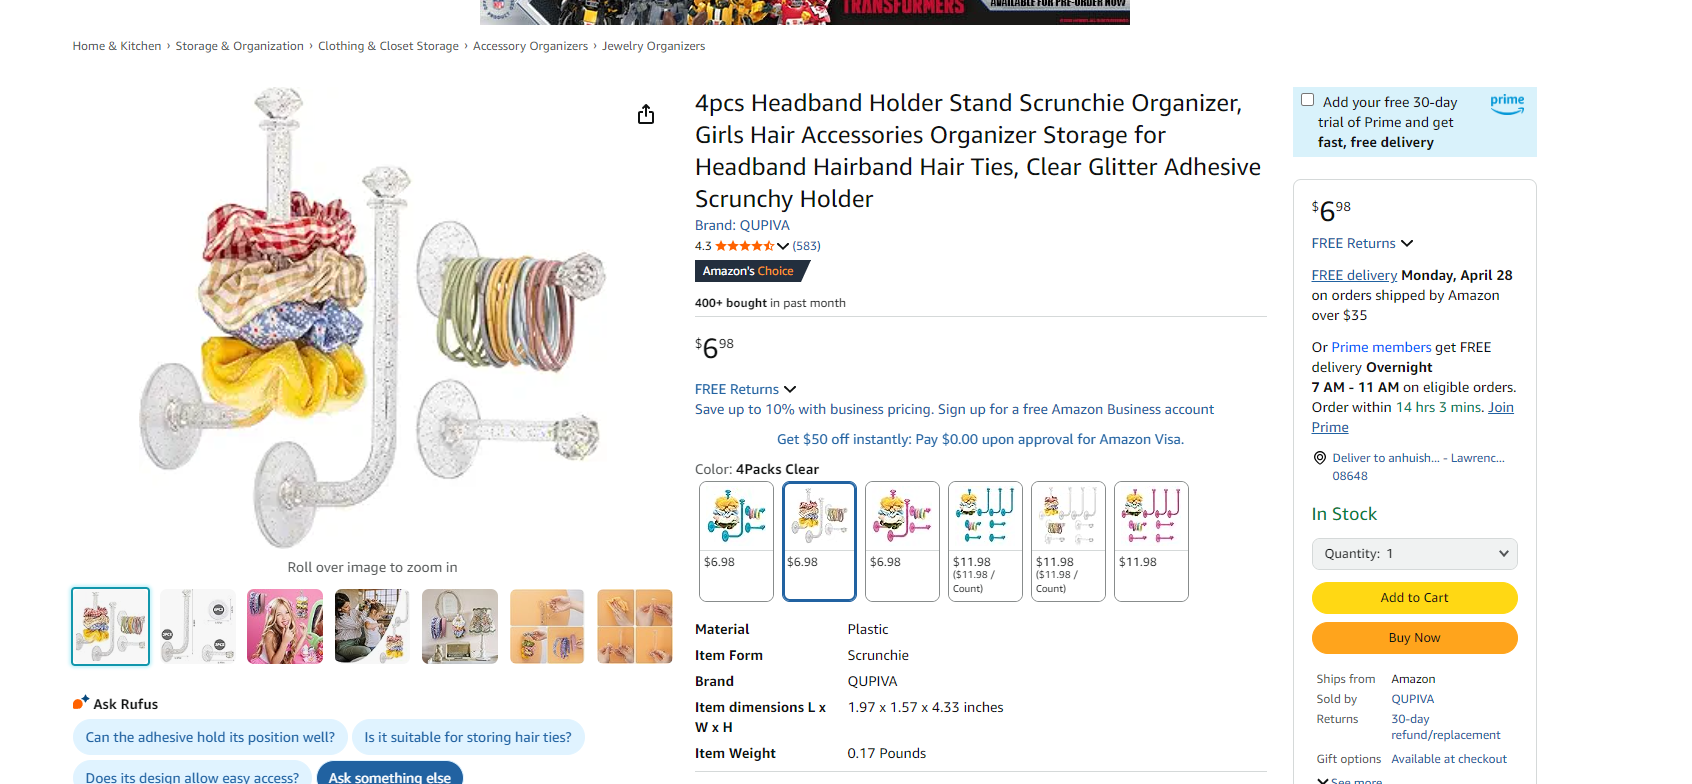 TRANSFORMERS
AVAILABLE FOR PRE-ORDER NOW
Home & Kitchen › Storage & Organization › Clothing & Closet Storage › Accessory Organizers › Jewelry Organizers
4pcs Headband Holder Stand Scrunchie Organizer,
Girls Hair Accessories Organizer Storage for
Headband Hairband Hair Ties, Clear Glitter Adhesive
Scrunchy Holder
Brand: QUPIVA
4.3 (583)
Amazon's Choice
400+ bought in past month
$6 98
FREE Returns
Save up to 10% with business pricing. Sign up for a free Amazon Business account
Get $50 off instantly: Pay $0.00 upon approval for Amazon Visa.
Color: 4Packs Clear
$6.98
$6.98
$6.98
$11.98
($11.98 /
Count)
$11.98
($11.98 /
Count)
$11.98
Material Plastic
Item Form Scrunchie
Brand QUPIVA
Item dimensions L x
W x H
1.97 x 1.57 x 4.33 inches
Item Weight 0.17 Pounds
Roll over image to zoom in
Ask Rufus
Can the adhesive hold its position well?
Is it suitable for storing hair ties?
Does its design allow easy access?
Ask something else
Add your free 30-day
trial of Prime and get
fast, free delivery
prime
$6 98
FREE Returns
FREE delivery Monday, April 28
on orders shipped by Amazon
over $35
Or Prime members get FREE
delivery Overnight
7 AM - 11 AM on eligible orders.
Order within 14 hrs 3 mins. Join
Prime
Deliver to anhuish... - Lawrenc...
08648
In Stock
Quantity: 1
Add to Cart
Buy Now
Ships from Amazon
Sold by QUPIVA
Returns 30-day
refund/replacement
Gift options Available at checkout
See more